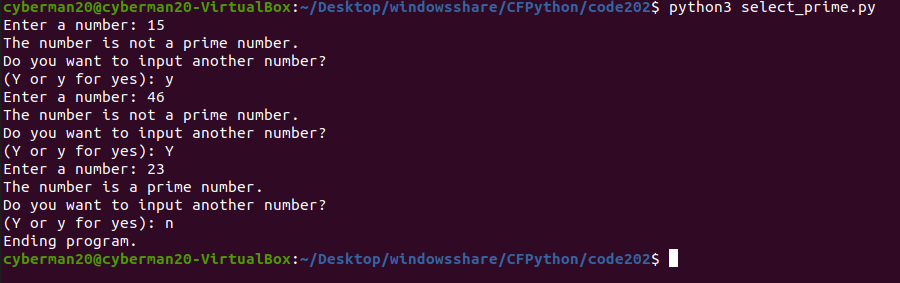 cyberman20@cyberman20-VirtualBox:~/Desktop/windowsshare/CFPython/code202$ python3 select_prime.py
Enter a number: 15
The number is not a prime number.
Do you want to input another number?
(Y or y for yes): y
Enter a number: 46
The number is not a prime number.
Do you want to input another number?
(Y or y for yes): Y
Enter a number: 23
The number is a prime number.
Do you want to input another number?
(Y or y for yes): n
Ending program.
cyberman20@cyberman20-VirtualBox:~/Desktop/windowsshare/CFPython/code202$